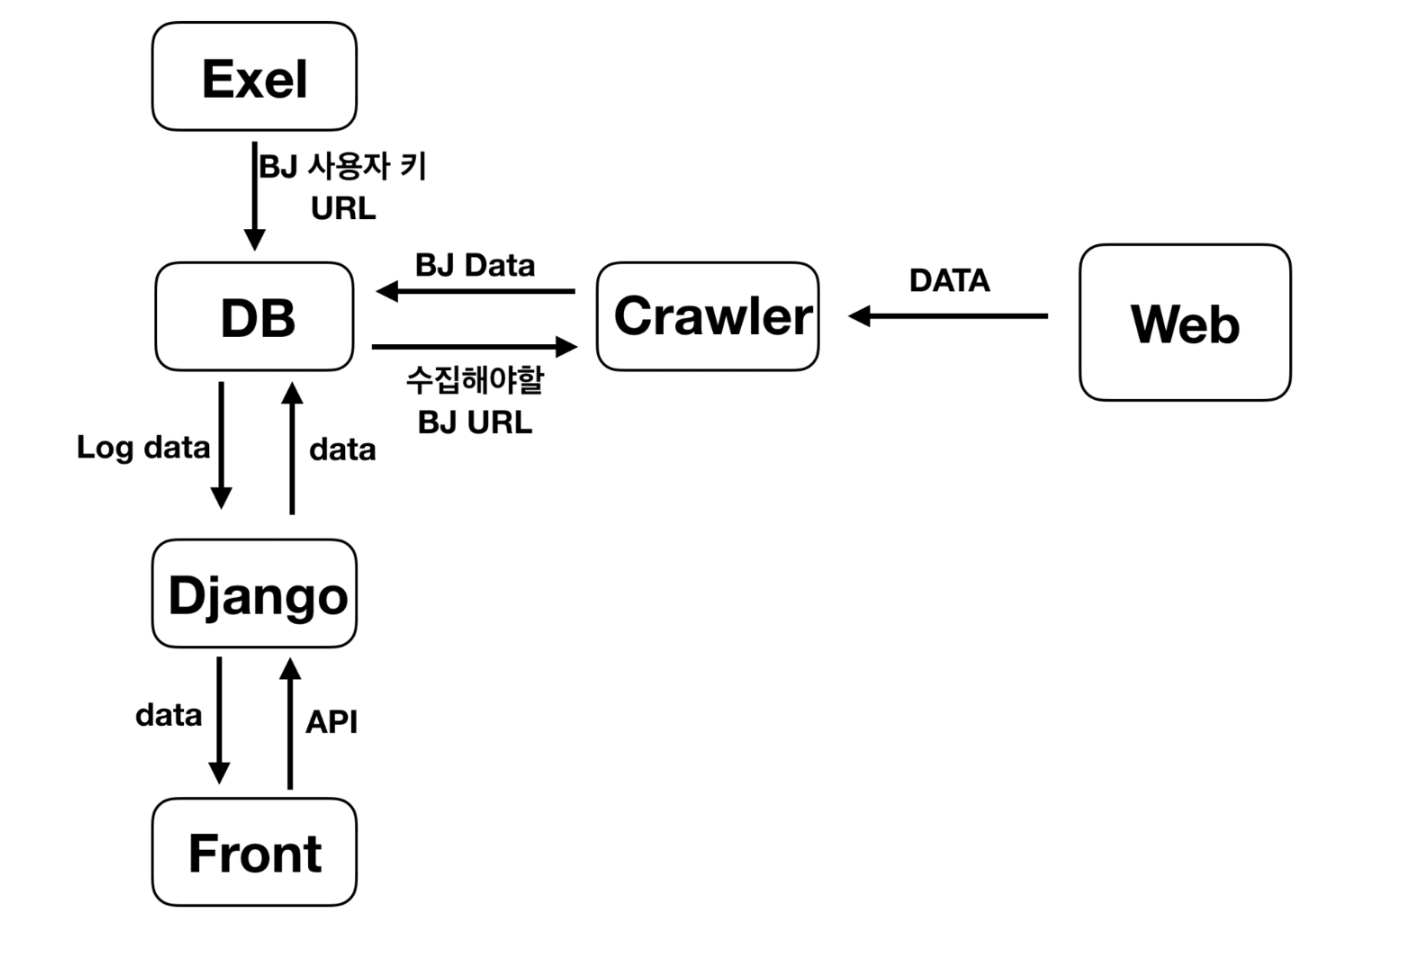 Exel
BJ 사용자 키
URL
BJ Data
DATA
DB
Crawler
Web
수집해야할
BJ URL
Log data
data
Django
data
API
Front